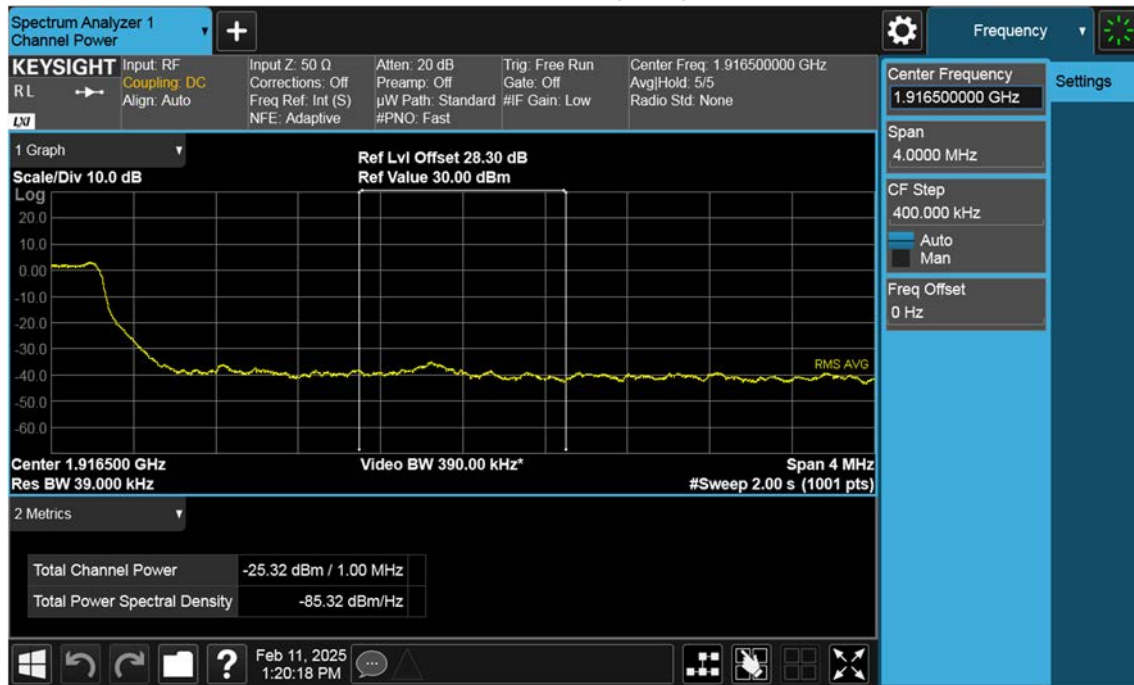 Spectrum Analyzer 1
Channel Power
+
Frequency
KEYSIGHT
RL
LXI
Input: RF
Coupling: DC
Align: Auto
Input Z: 50 Ω
Corrections: Off
Freq Ref: Int (S)
NFE: Adaptive
Atten: 20 dB
Preamp: Off
µW Path: Standard
#PNO: Fast
Trig: Free Run
Gate: Off
#IF Gain: Low
Center Freq: 1.916500000 GHz
Avg|Hold: 5/5
Radio Std: None
Center Frequency
1.916500000 GHz
Settings
Span
4.0000 MHz
CF Step
400.000 kHz
Auto
Man
Freq Offset
0 Hz
1 Graph
Scale/Div 10.0 dB
Ref Lvl Offset 28.30 dB
Ref Value 30.00 dBm
Log
20.0
10.0
0.00
-10.0
-20.0
-30.0
-40.0
-50.0
-60.0
RMS AVG
Center 1.916500 GHz
Res BW 39.000 kHz
Video BW 390.00 kHz*
Span 4 MHz
#Sweep 2.00 s (1001 pts)
2 Metrics
Total Channel Power -25.32 dBm / 1.00 MHz
Total Power Spectral Density -85.32 dBm/Hz
?
Feb 11, 2025
1:20:18 PM